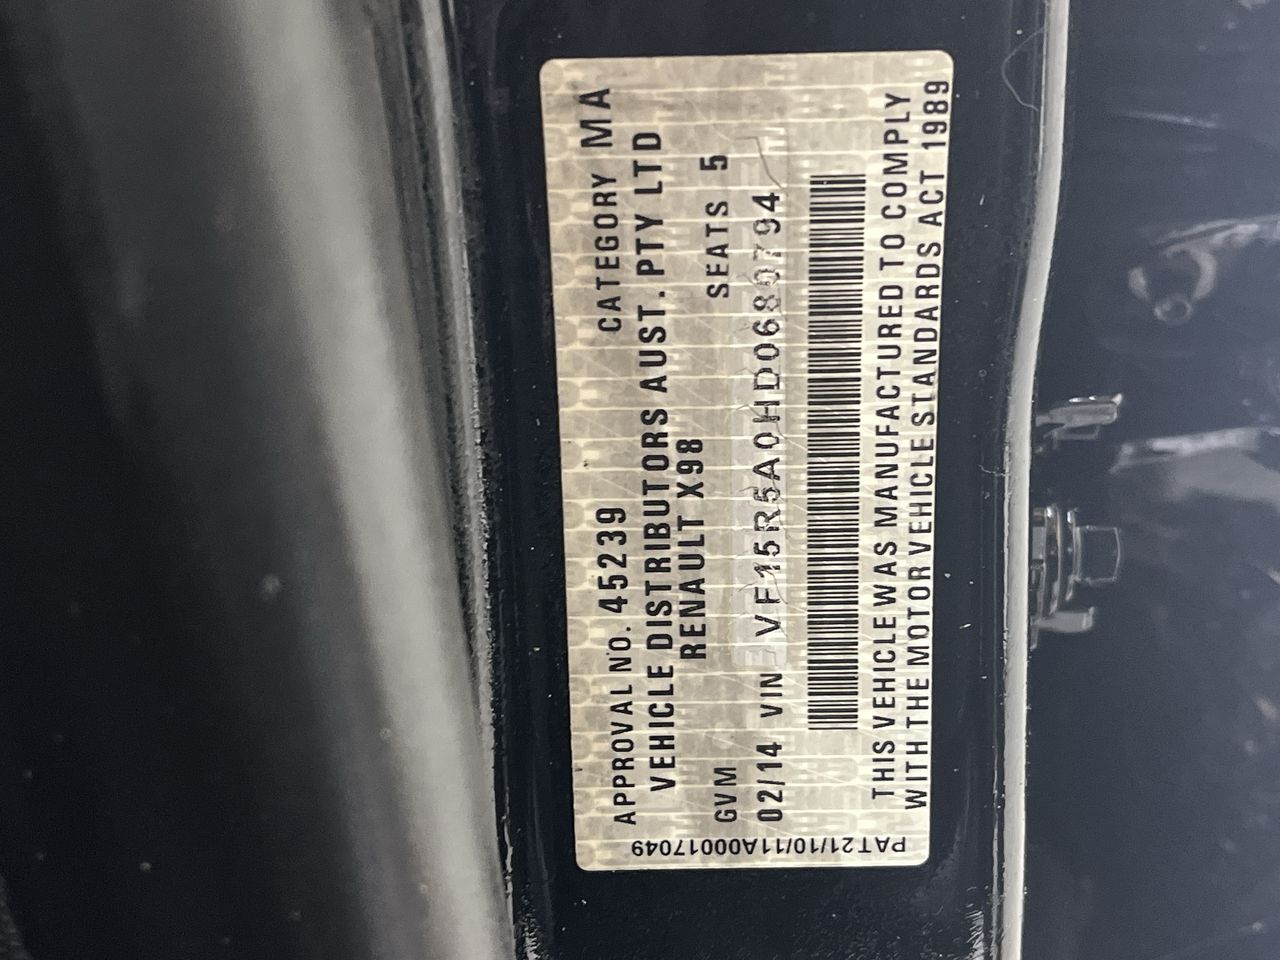 APPROVAL NO. 45239 CATEGORY MA
VEHICLE DISTRIBUTORS AUST. PTY LTD
RENAULT X98
GVM SEATS 5
02/14 VIN VF15R5A0HD0680794
THIS VEHICLE WAS MANUFACTURED TO COMPLY
WITH THE MOTOR VEHICLE STANDARDS ACT 1989
PAT21/10/11A00017049